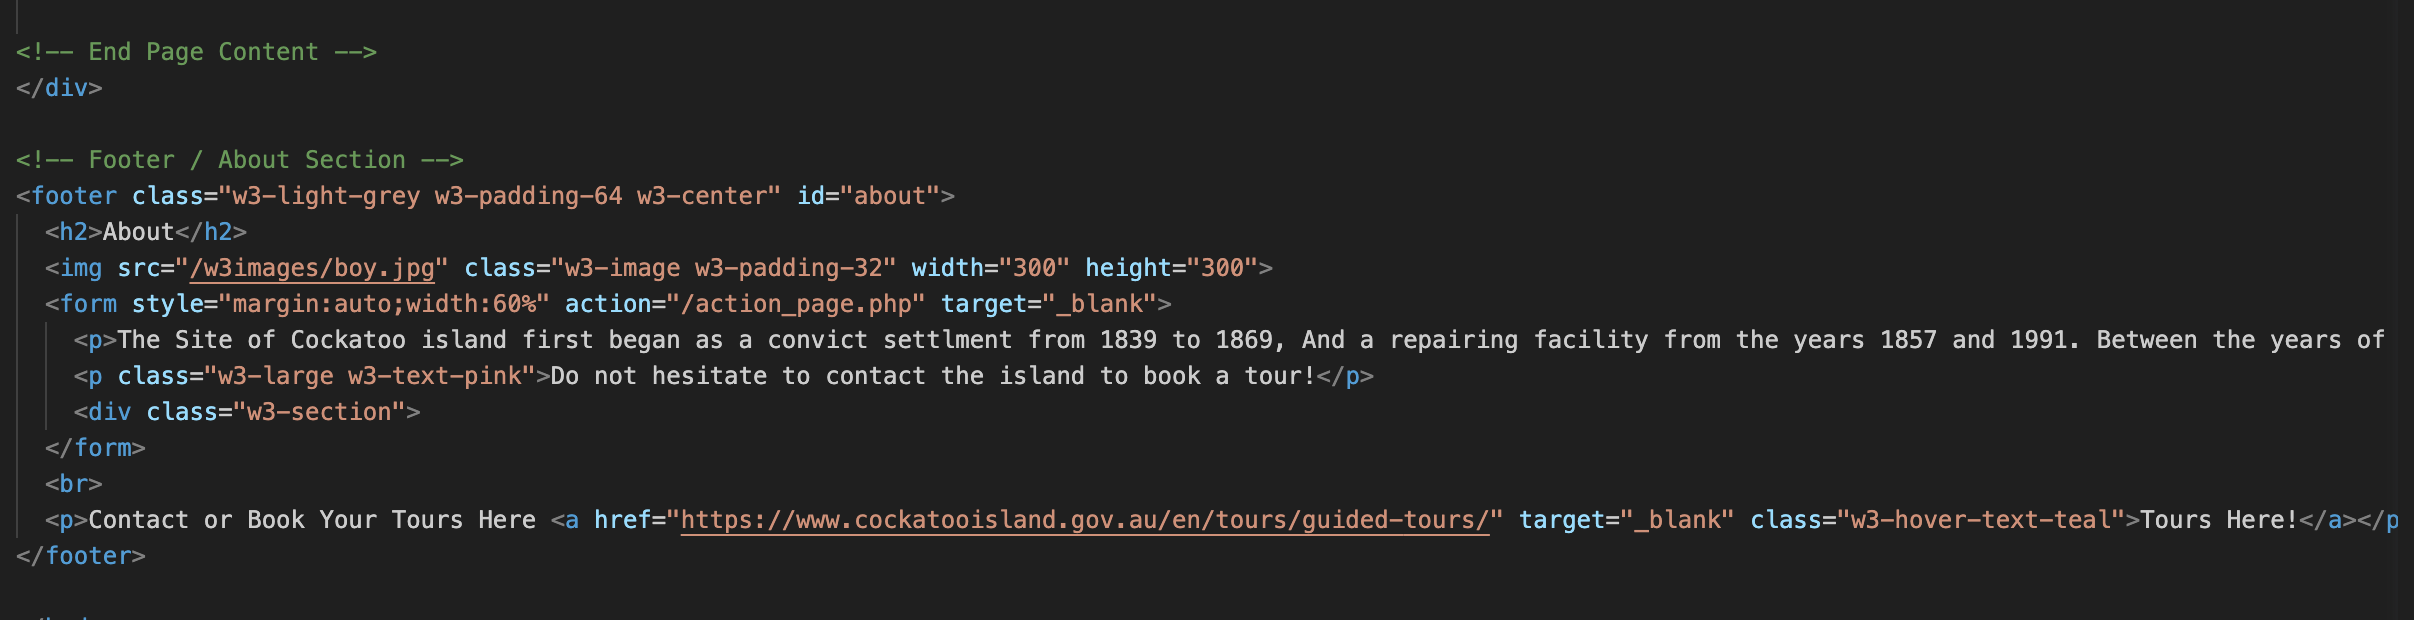 <!-- End Page Content -->
</div>
<!-- Footer / About Section -->
<footer class="w3-light-grey w3-padding-64 w3-center" id="about">
<h2>About</h2>
<img src="/w3images/boy.jpg" class="w3-image w3-padding-32" width="300" height="300">
<form style="margin:auto;width:60%" action="/action_page.php" target="_blank">
<p>The Site of Cockatoo island first began as a convict settlment from 1839 to 1869, And a repairing facility from the years 1857 and 1991. Between the years of
<p class="w3-large w3-text-pink">Do not hesitate to contact the island to book a tour!</p>
<div class="w3-section">
</form>
<br>
<p>Contact or Book Your Tours Here <a href="https://www.cockatooisland.gov.au/en/tours/guided-tours/" target="_blank" class="w3-hover-text-teal">Tours Here!</a></p
</footer>